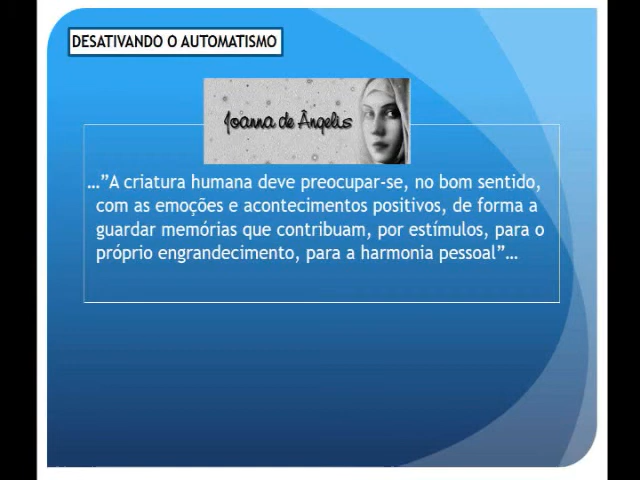 DESATIVANDO O AUTOMATISMO
Joanna de Ângelis
...”A criatura humana deve preocupar-se, no bom sentido,
com as emoções e acontecimentos positivos, de forma a
guardar memórias que contribuam, por estímulos, para o
próprio engrandecimento, para a harmonia pessoal”...